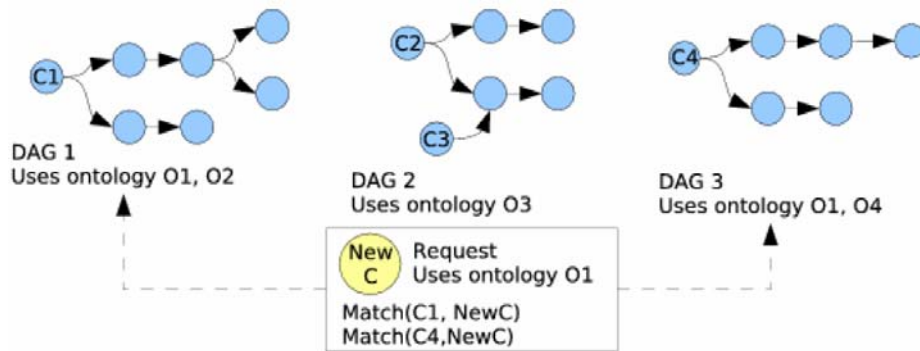 C1
DAG 1
Uses ontology O1, O2
C2
C3
DAG 2
Uses ontology O3
C4
DAG 3
Uses ontology O1, O4
New
C
Request
Uses ontology O1
Match(C1, NewC)
Match(C4,NewC)